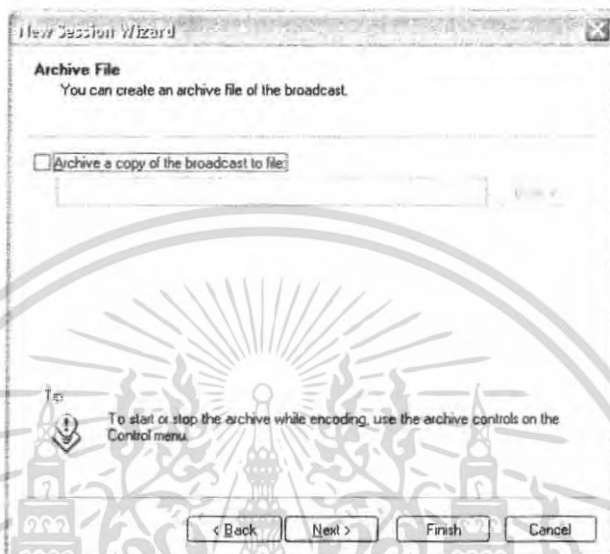 New Session Wizard
Archive File
You can create an archive file of the broadcast.
Archive a copy of the broadcast to file:
Tip
To start or stop the archive while encoding, use the archive controls on the
Control menu.
< Back
Next >
Finish
Cancel